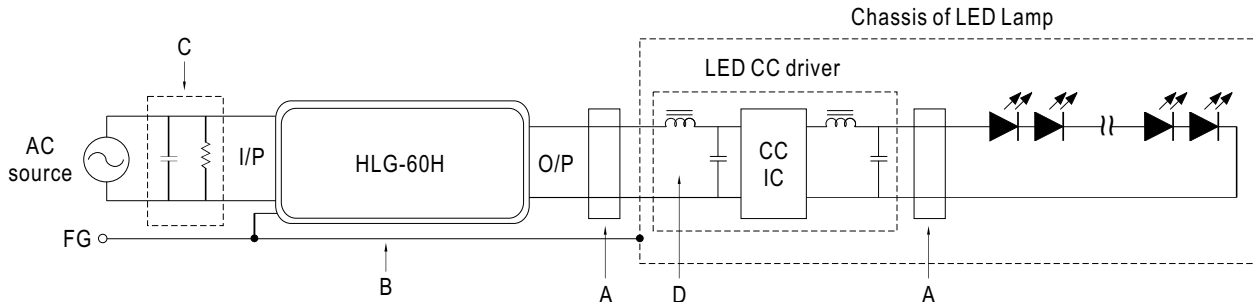 Chassis of LED Lamp
C
LED CC driver
AC
source
I/P
HLG-60H
O/P
CC
IC
FG
B
A
D
A